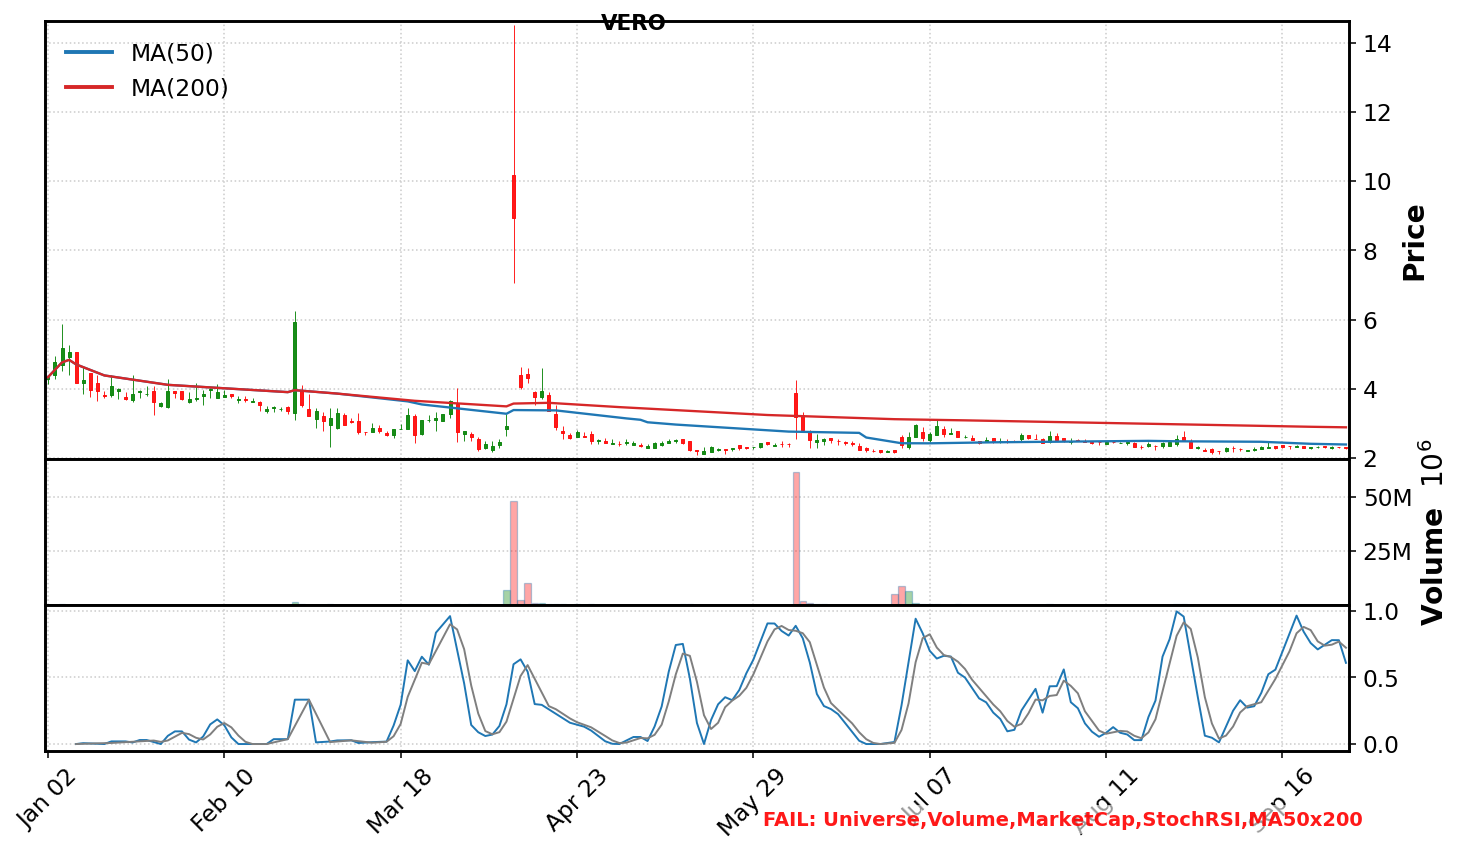 VERO
MA(50)
MA(200)
14
12
10
8
6
4
2
Price
50M
25M
Volume 10^6
1.0
0.5
0.0
Jan 02
Feb 10
Mar 18
Apr 23
May 29
Jul 07
Aug 11
Sep 16
FAIL: Universe,Volume,MarketCap,StochRSI,MA50x200